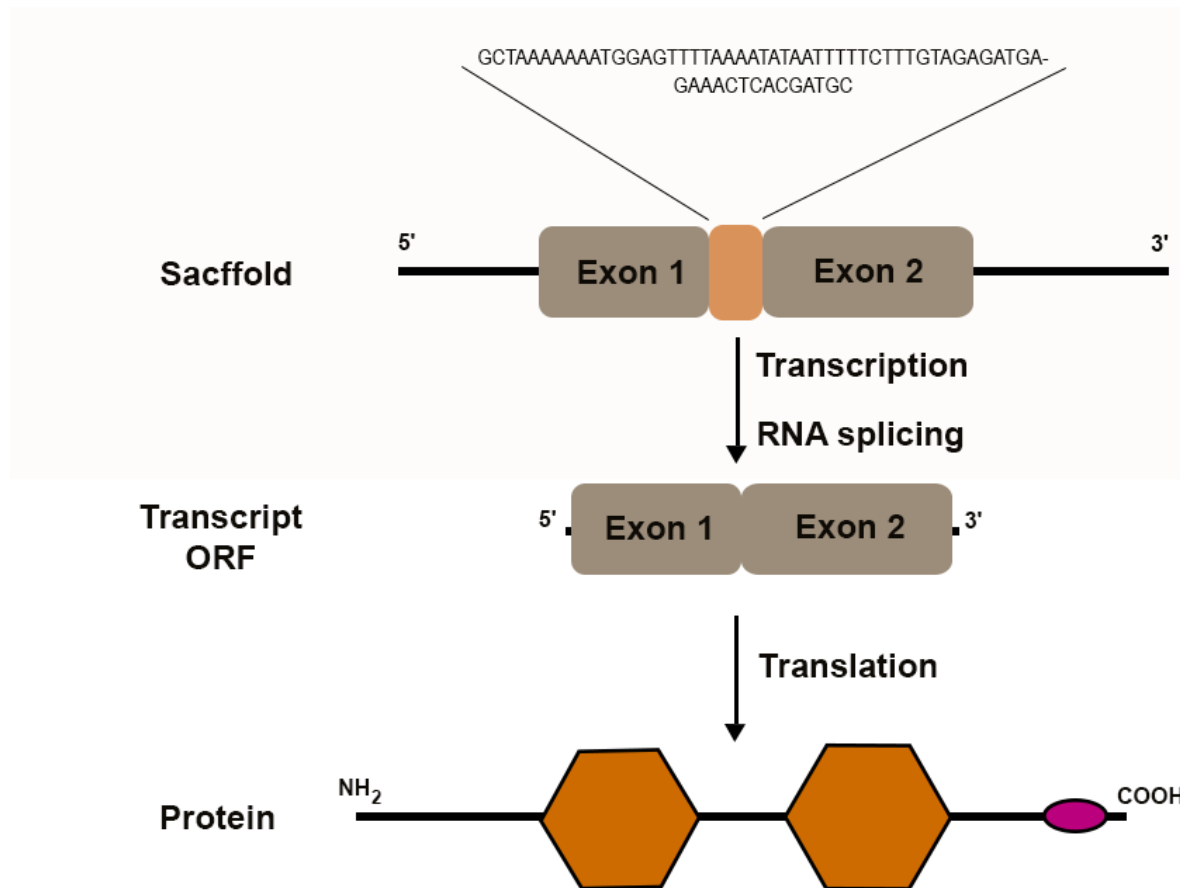 GCTAAAAAAATGGAGTTTTAAAATATAATTTTTCTTTGTAGAGATGA-
GAAACTCACGATGC
5'
3'
Sacffold
Exon 1
Exon 2
Transcription
RNA splicing
Transcript
ORF
5'
Exon 1
Exon 2
3'
Translation
Protein
NH2
COOH